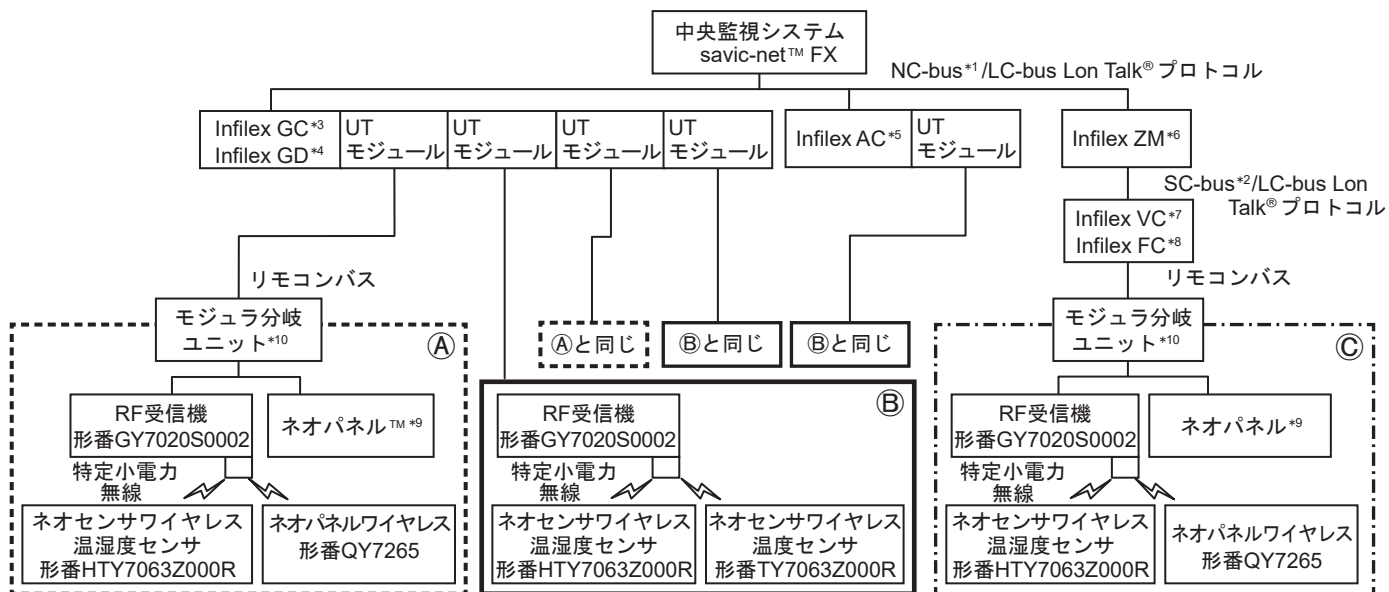 中央監視システム
savic-net™ FX
NC-bus*1/LC-bus Lon Talk® プロトコル
Infilex GC*3
Infilex GD*4
UT
モジュール
UT
モジュール
UT
モジュール
UT
モジュール
Infilex AC*5
UT
モジュール
Infilex ZM*6
SC-bus*2/LC-bus Lon
Talk® プロトコル
Infilex VC*7
Infilex FC*8
リモコンバス
リモコンバス
モジュラ分岐
ユニット*10
Ⓐ
Ⓐと同じ
Ⓑと同じ
Ⓑと同じ
モジュラ分岐
ユニット*10
Ⓒ
RF受信機
形番GY7020S0002
ネオパネル™*9
特定小電力
無線
ネオセンサワイヤレス
温湿度センサ
形番HTY7063Z000R
ネオパネルワイヤレス
形番QY7265
Ⓑ
RF受信機
形番GY7020S0002
特定小電力
無線
ネオセンサワイヤレス
温湿度センサ
形番HTY7063Z000R
ネオセンサワイヤレス
温度センサ
形番TY7063Z000R
RF受信機
形番GY7020S0002
ネオパネル*9
特定小電力
無線
ネオセンサワイヤレス
温湿度センサ
形番HTY7063Z000R
ネオパネルワイヤレス
形番QY7265